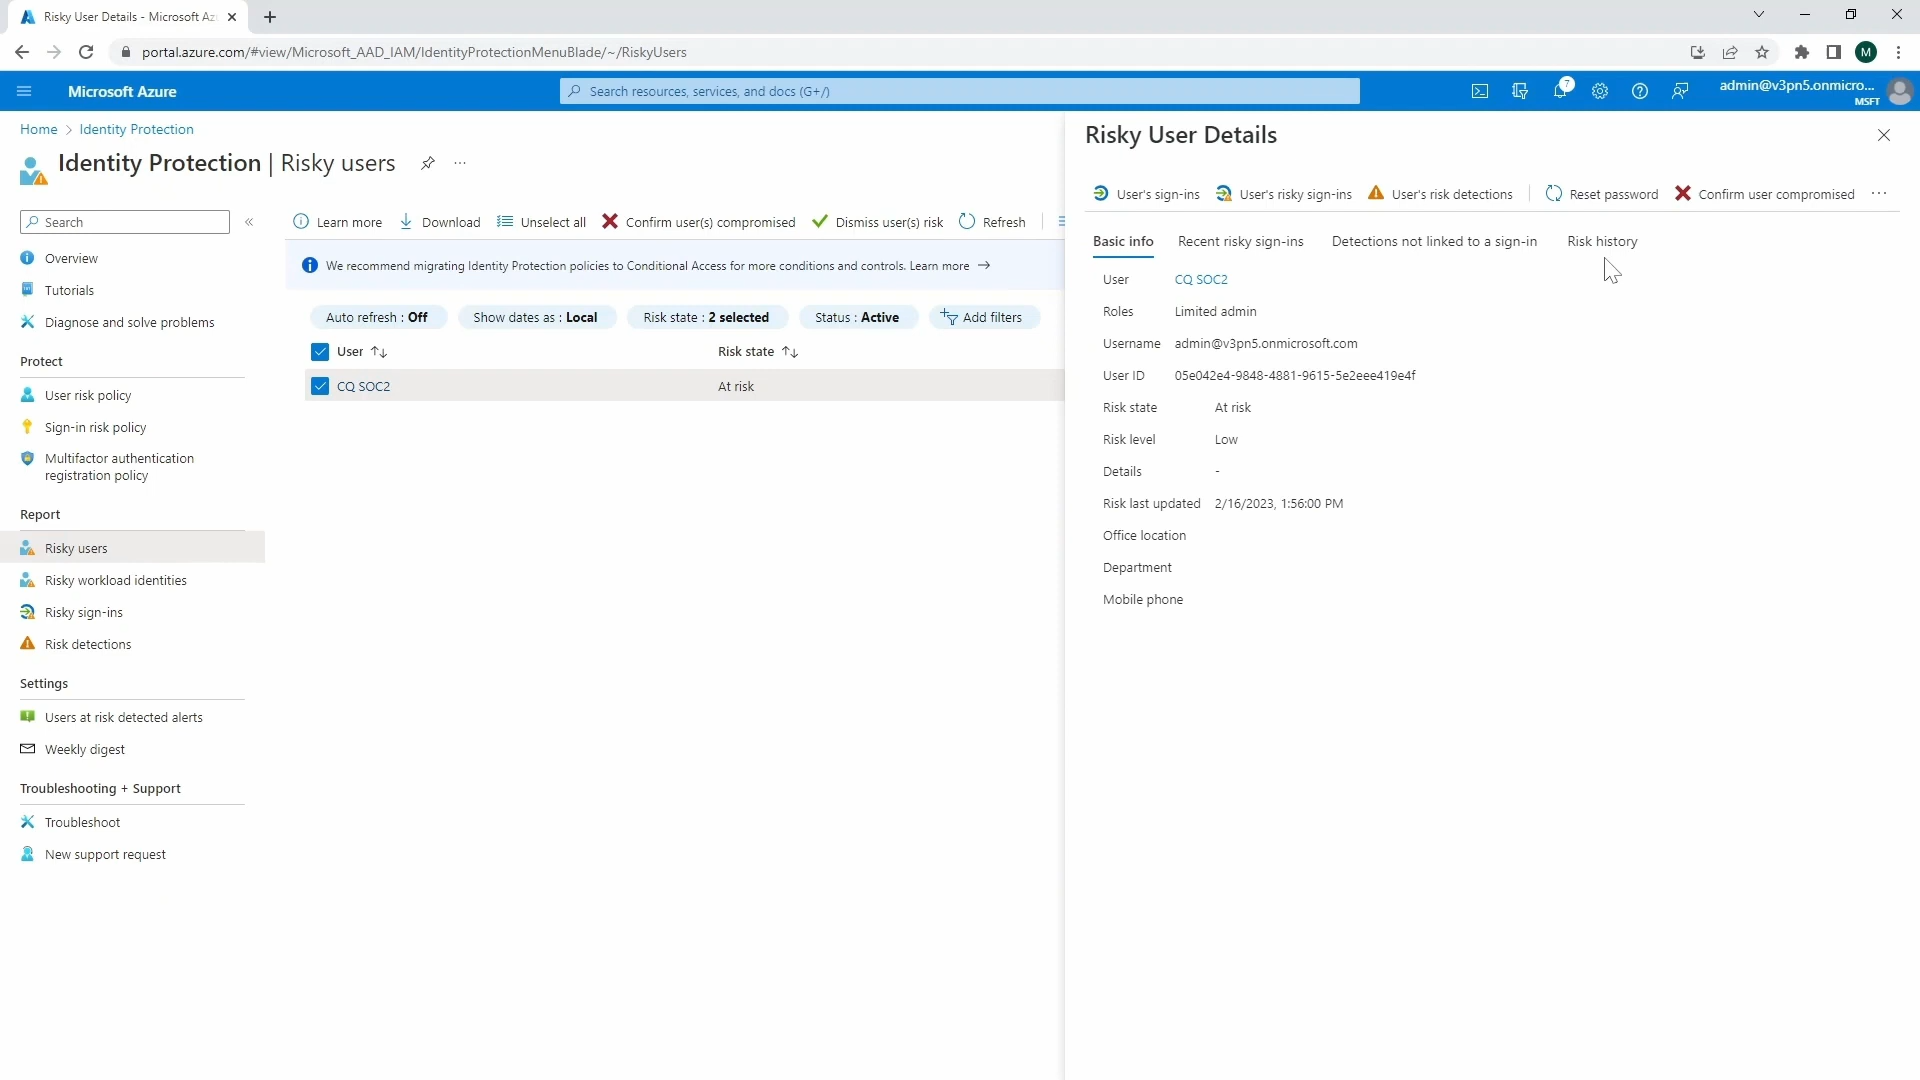 Risky User Details - Microsoft Az
portal.azure.com/#view/Microsoft_AAD_IAM/IdentityProtectionMenuBlade/~/RiskyUsers
M
Microsoft Azure
Search resources, services, and docs (G+/)
7
admin@v3pn5.onmicro...
MSFT
Home > Identity Protection
Identity Protection | Risky users
...
Search
«
Overview
Tutorials
Diagnose and solve problems
Protect
User risk policy
Sign-in risk policy
Multifactor authentication
registration policy
Report
Risky users
Risky workload identities
Risky sign-ins
Risk detections
Settings
Users at risk detected alerts
Weekly digest
Troubleshooting + Support
Troubleshoot
New support request
Learn more
Download
Unselect all
Confirm user(s) compromised
Dismiss user(s) risk
Refresh
We recommend migrating Identity Protection policies to Conditional Access for more conditions and controls. Learn more →
Auto refresh : Off
Show dates as : Local
Risk state : 2 selected
Status : Active
Add filters
User ↑↓
Risk state ↑↓
CQ SOC2
At risk
Risky User Details
User's sign-ins
User's risky sign-ins
User's risk detections
Reset password
Confirm user compromised
...
Basic info
Recent risky sign-ins
Detections not linked to a sign-in
Risk history
User CQ SOC2
Roles Limited admin
Username admin@v3pn5.onmicrosoft.com
User ID 05e042e4-9848-4881-9615-5e2eee419e4f
Risk state At risk
Risk level Low
Details -
Risk last updated 2/16/2023, 1:56:00 PM
Office location
Department
Mobile phone